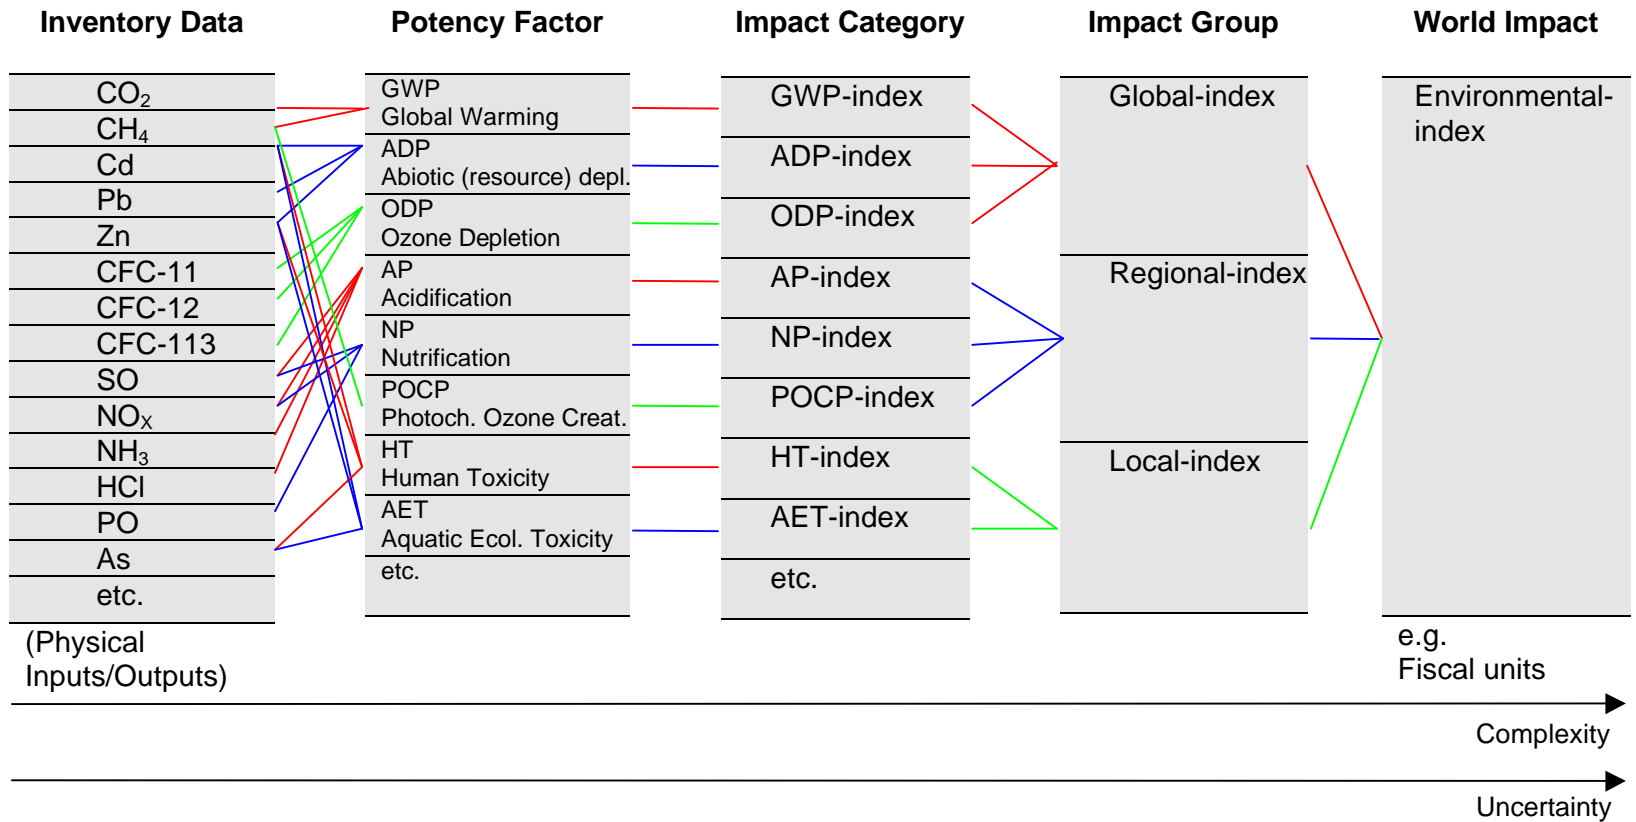 Inventory Data
Potency Factor
Impact Category
Impact Group
World Impact
CO₂
CH₄
Cd
Pb
Zn
CFC-11
CFC-12
CFC-113
SO
NOₓ
NH₃
HCl
PO
As
etc.
(Physical
Inputs/Outputs)
GWP
Global Warming
ADP
Abiotic (resource) depl.
ODP
Ozone Depletion
AP
Acidification
NP
Nutrification
POCP
Photoch. Ozone Creat.
HT
Human Toxicity
AET
Aquatic Ecol. Toxicity
etc.
GWP-index
ADP-index
ODP-index
AP-index
NP-index
POCP-index
HT-index
AET-index
etc.
Global-index
Regional-index
Local-index
Environmental-
index
e.g.
Fiscal units
Complexity
Uncertainty